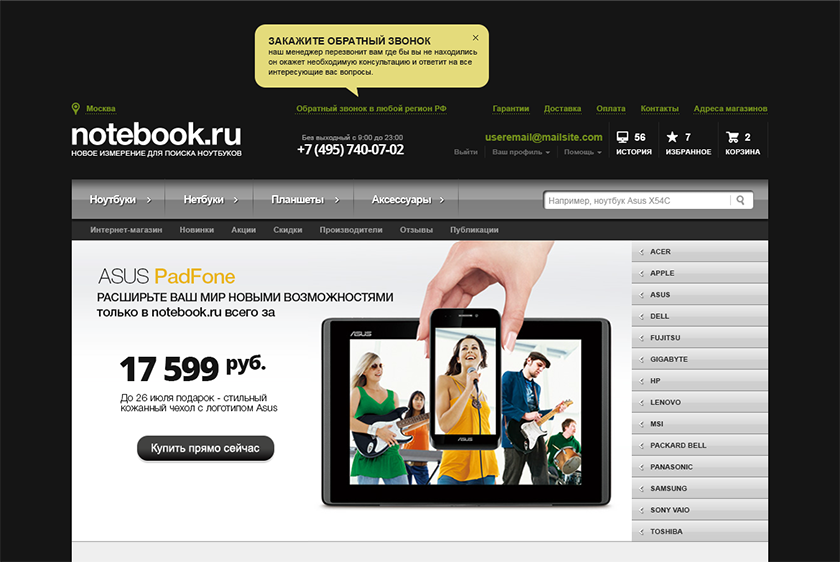 ЗАКАЖИТЕ ОБРАТНЫЙ ЗВОНОК
наш менеджер перезвонит вам где бы вы не находились
он окажет необходимую консультацию и ответит на все
интересующие вас вопросы.
Москва
Обратный звонок в любой регион РФ
Гарантии Доставка Оплата Контакты Адреса магазинов
notebook.ru
НОВОЕ ИЗМЕРЕНИЕ ДЛЯ ПОИСКА НОУТБУКОВ
Без выходный с 9:00 до 23:00
+7 (495) 740-07-02
useremail@mailsite.com
Выйти Ваш профиль Помощь
56
ИСТОРИЯ
7
ИЗБРАННОЕ
2
КОРЗИНА
Ноутбуки Нетбуки Планшеты Аксессуары
Например, ноутбук Asus X54C
Интернет-магазин Новинки Акции Скидки Производители Отзывы Публикации
ASUS PadFone
РАСШИРЬТЕ ВАШ МИР НОВЫМИ ВОЗМОЖНОСТЯМИ
только в notebook.ru всего за
17 599 руб.
До 26 июля подарок - стильный
кожанный чехол с логотипом Asus
Купить прямо сейчас
ASUS
ASUS
ACER
APPLE
ASUS
DELL
FUJITSU
GIGABYTE
HP
LENOVO
MSI
PACKARD BELL
PANASONIC
SAMSUNG
SONY VAIO
TOSHIBA